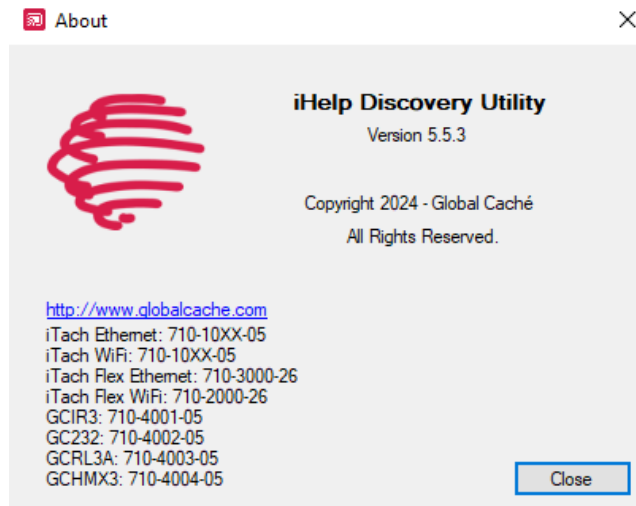 About
iHelp Discovery Utility
Version 5.5.3
Copyright 2024 - Global Caché
All Rights Reserved.
http://www.globalcache.com
iTach Ethernet: 710-10XX-05
iTach WiFi: 710-10XX-05
iTach Flex Ethernet: 710-3000-26
iTach Flex WiFi: 710-2000-26
GCIR3: 710-4001-05
GC232: 710-4002-05
GCRL3A: 710-4003-05
GCHMX3: 710-4004-05
Close